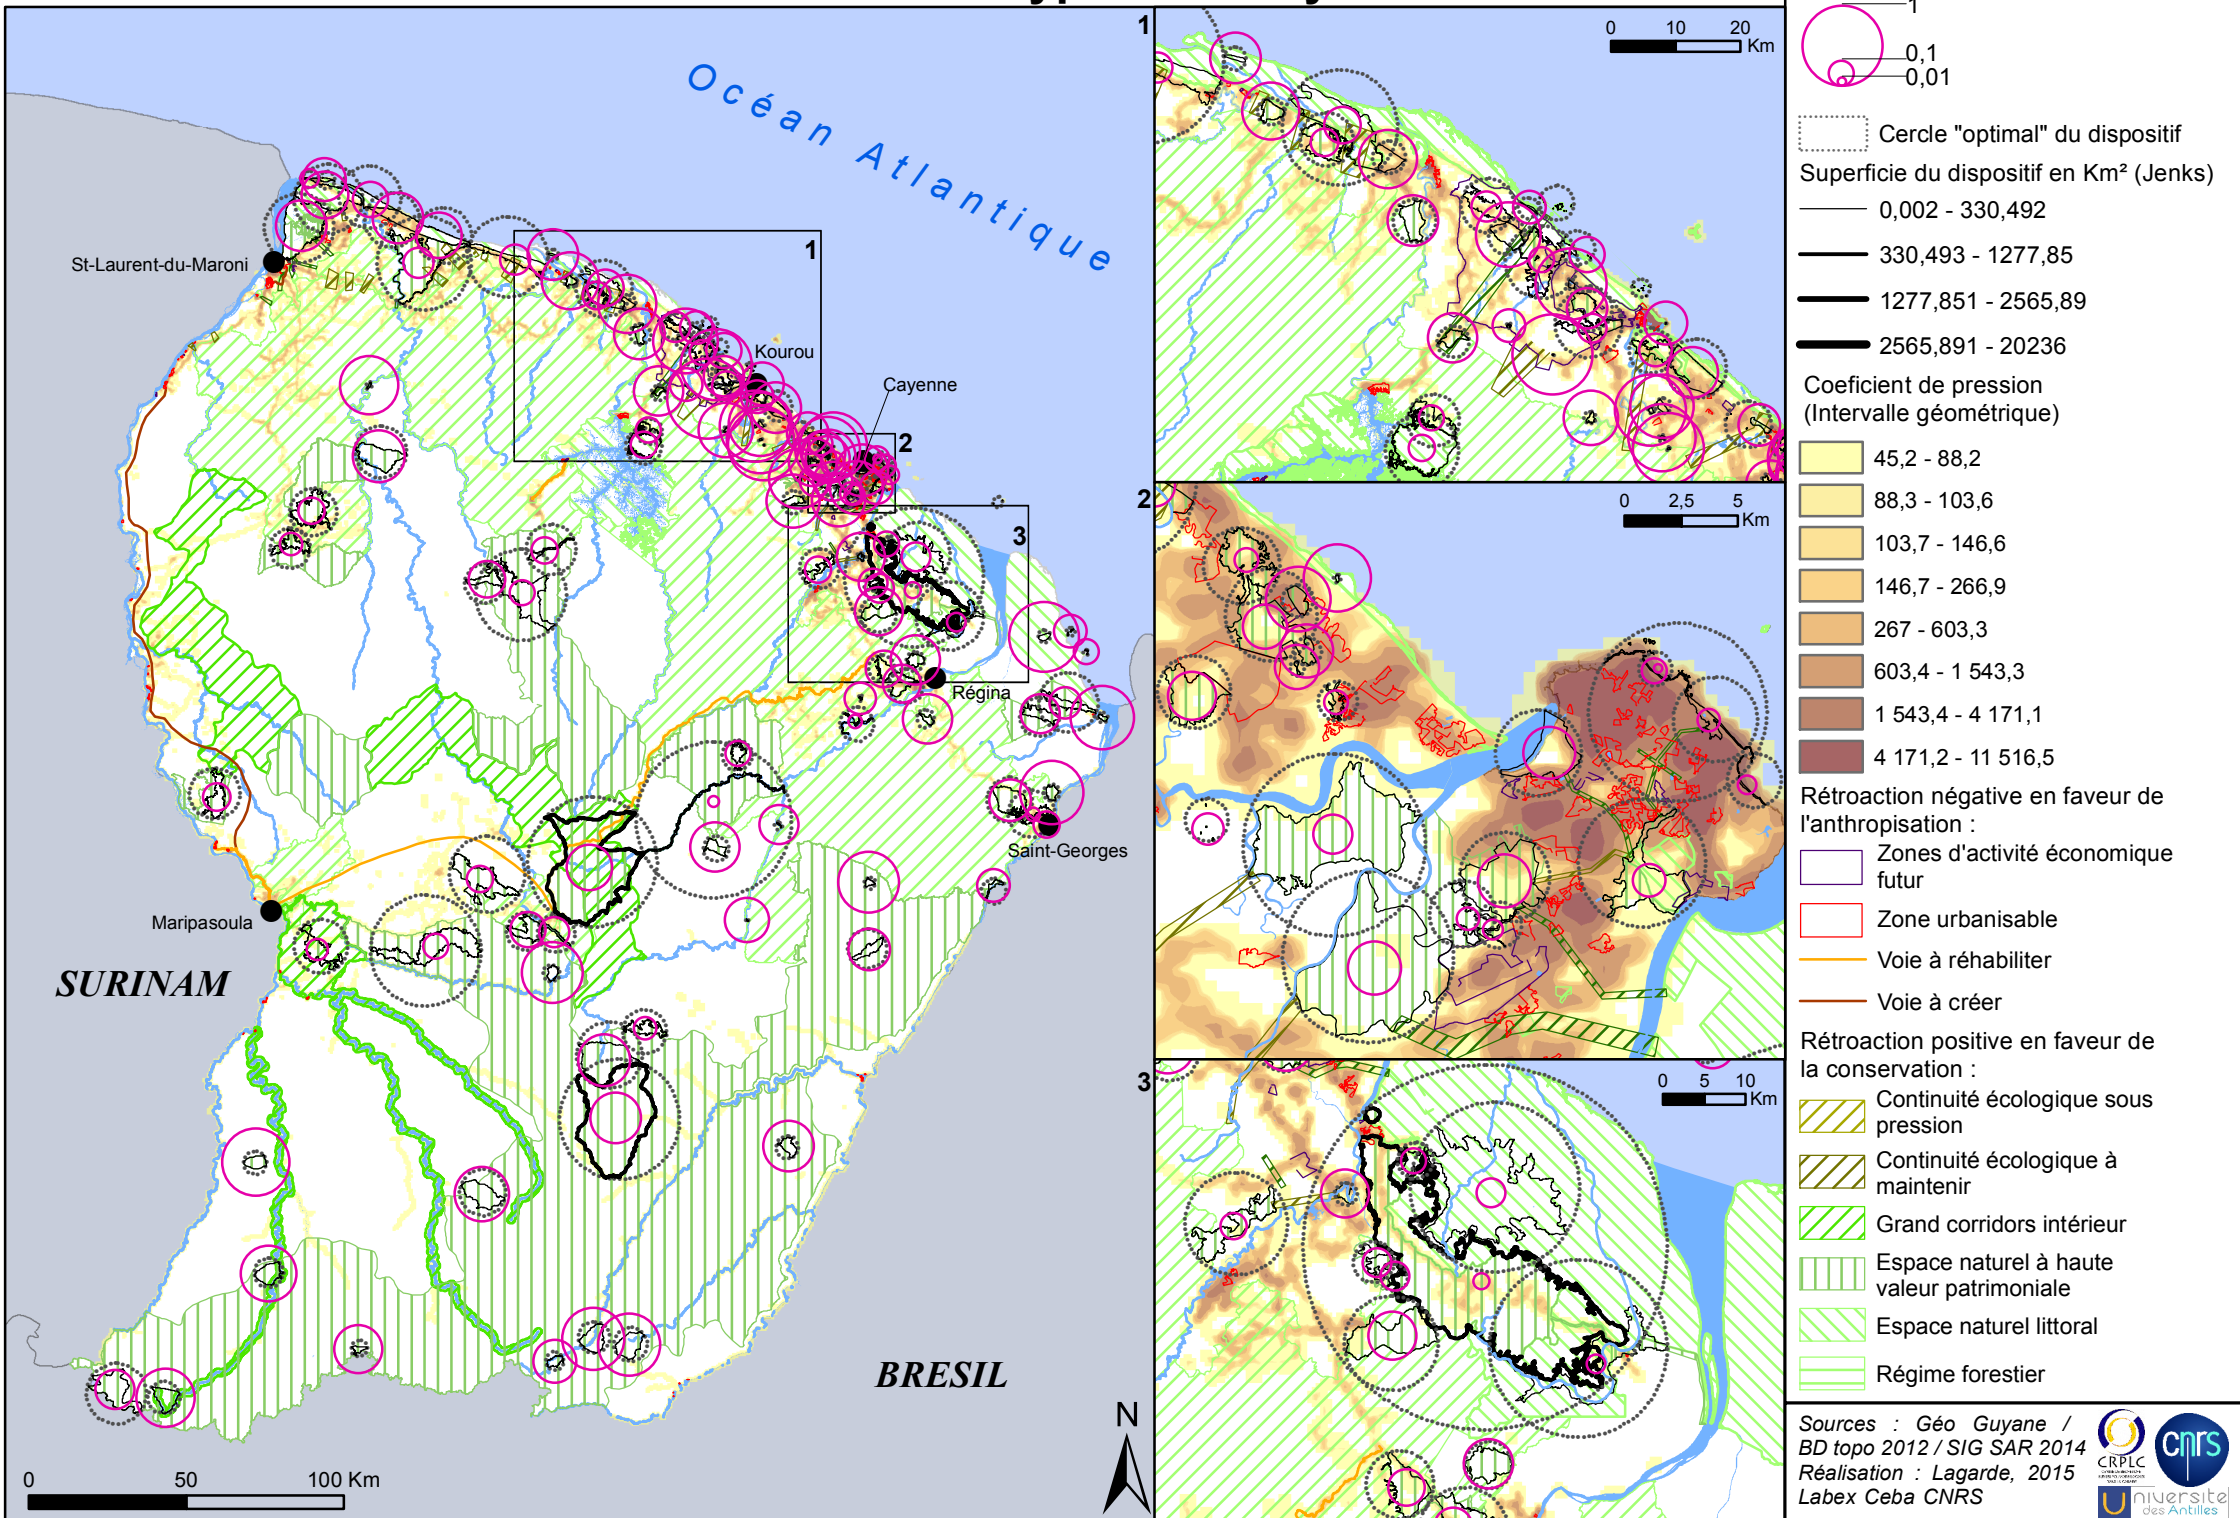 1
0 10 20
Km
Océan Atlantique
St-Laurent-du-Maroni
1
Kourou
Cayenne
2
3
Régina
Saint-Georges
Maripasoula
SURINAM
BRESIL
N
0 50 100 Km
2
0 2,5 5
Km
3
0 5 10
Km
1
0,1
0,01
Cercle "optimal" du dispositif
Superficie du dispositif en Km² (Jenks)
0,002 - 330,492
330,493 - 1277,85
1277,851 - 2565,89
2565,891 - 20236
Coeficient de pression
(Intervalle géométrique)
45,2 - 88,2
88,3 - 103,6
103,7 - 146,6
146,7 - 266,9
267 - 603,3
603,4 - 1 543,3
1 543,4 - 4 171,1
4 171,2 - 11 516,5
Rétroaction négative en faveur de
l'anthropisation :
Zones d'activité économique
futur
Zone urbanisable
Voie à réhabiliter
Voie à créer
Rétroaction positive en faveur de
la conservation :
Continuité écologique sous
pression
Continuité écologique à
maintenir
Grand corridors intérieur
Espace naturel à haute
valeur patrimoniale
Espace naturel littoral
Régime forestier
Sources : Géo Guyane /
BD topo 2012 / SIG SAR 2014
Réalisation : Lagarde, 2015
Labex Ceba CNRS
CRPLC
cnrs
Université
des Antilles